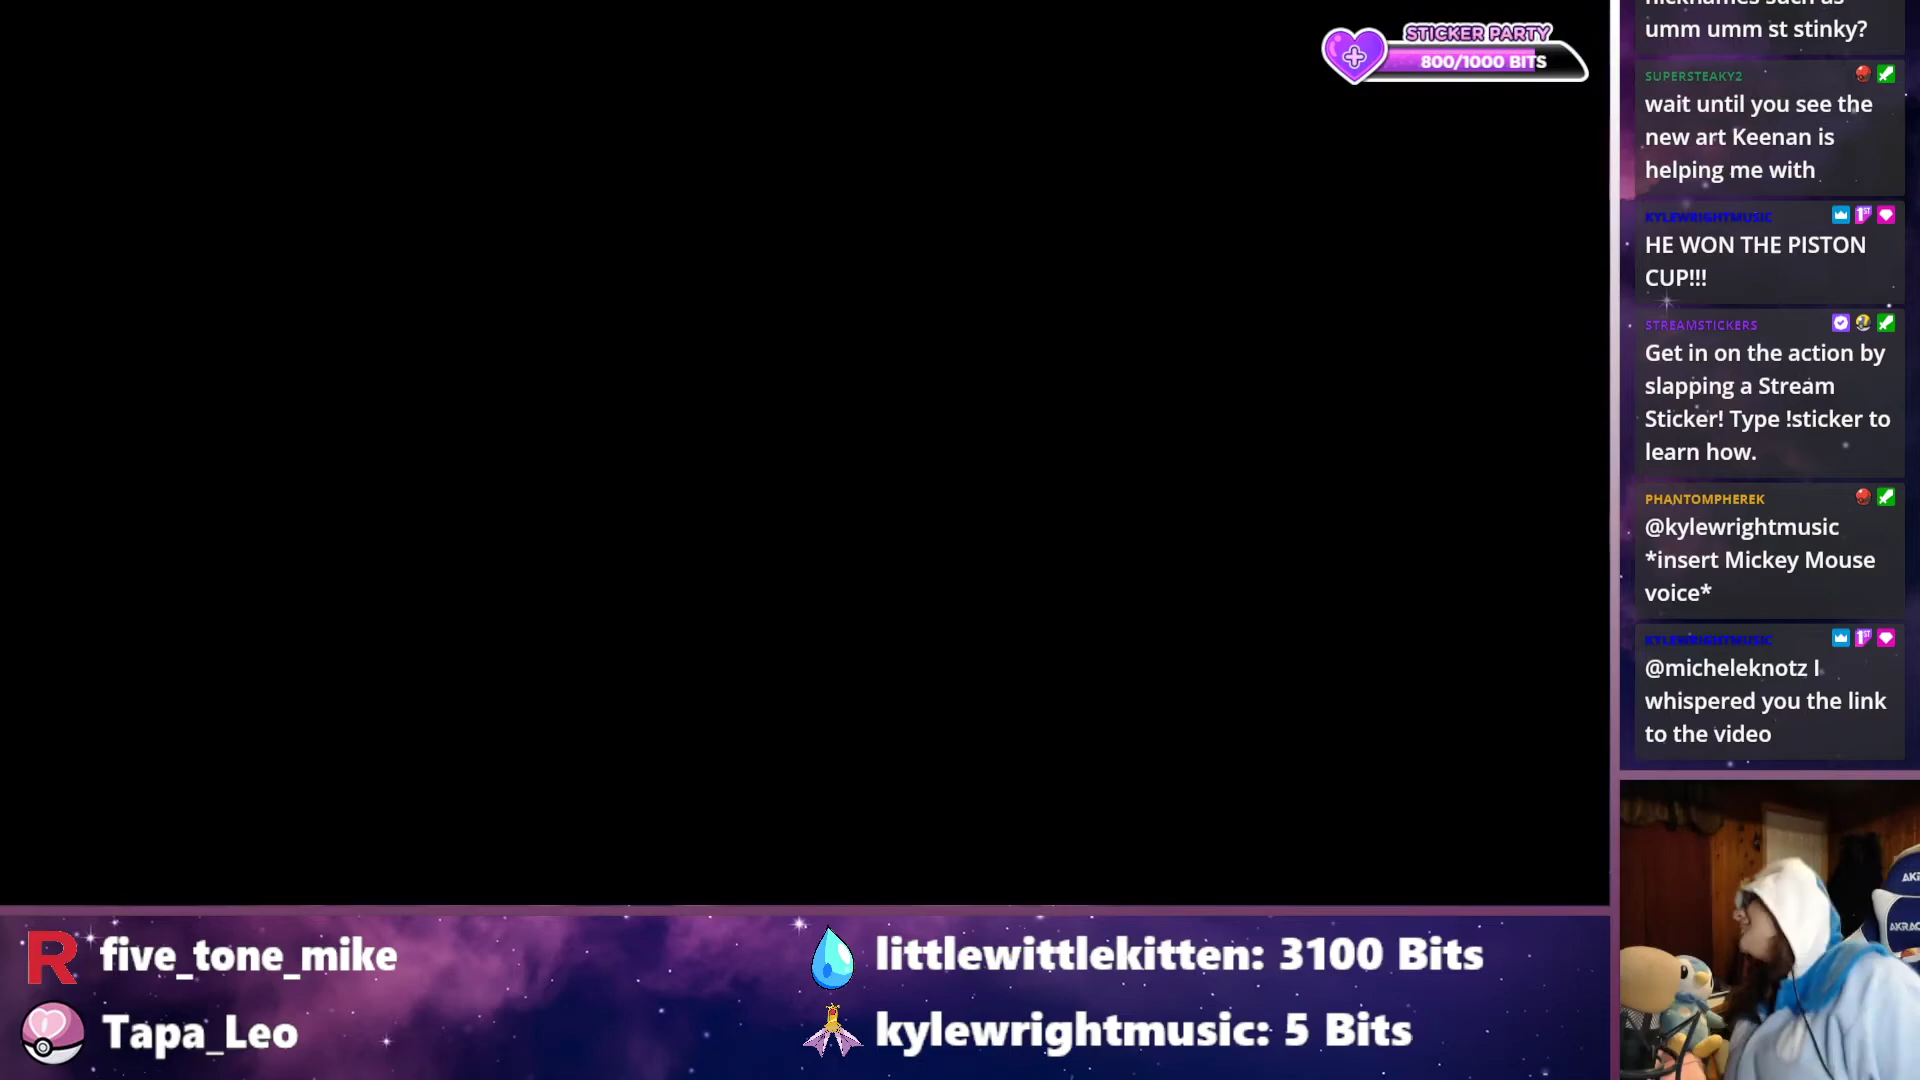 STICKER PARTY
800/1000 BITS
umm umm st stinky?
SUPERSTEAKY2
wait until you see the
new art Keenan is
helping me with
KYLEWRIGHTMUSIC
HE WON THE PISTON
CUP!!!
STREAMSTICKERS
Get in on the action by
slapping a Stream
Sticker! Type !sticker to
learn how.
PHANTOMPHEREK
@kylewrightmusic
*insert Mickey Mouse
voice*
KYLEWRIGHTMUSIC
@micheleknotz I
whispered you the link
to the video
R five_tone_mike
Tapa_Leo
littlewittlekitten: 3100 Bits
kylewrightmusic: 5 Bits